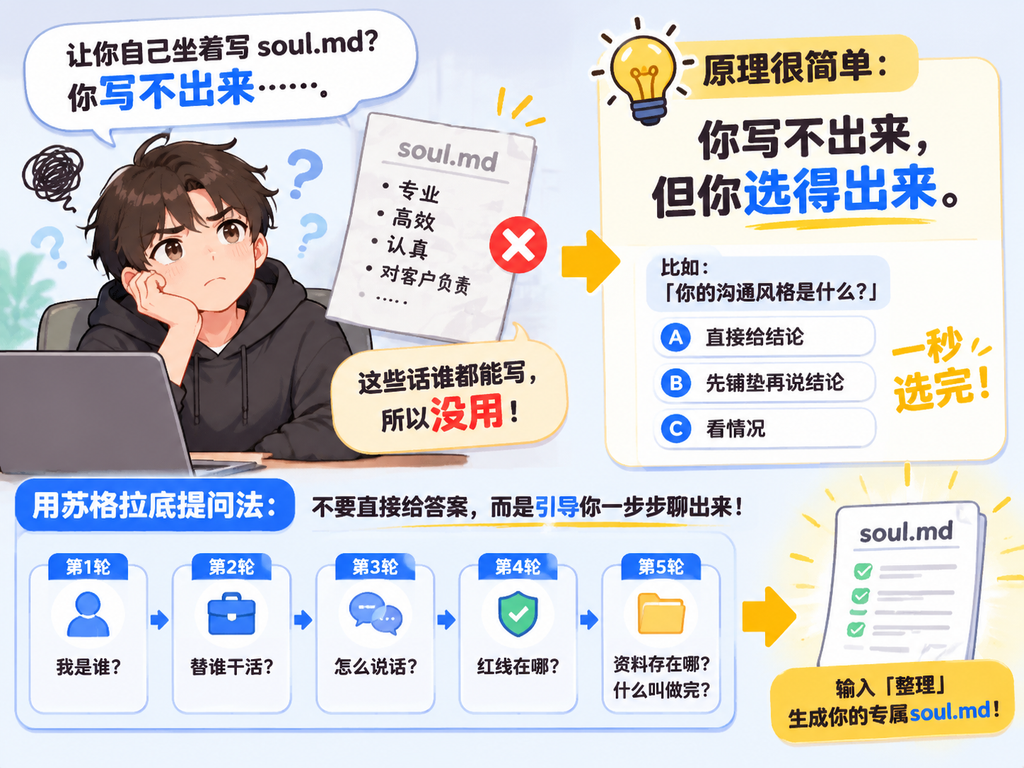 让你自己坐着写 soul.md？
你写不出来……。
soul.md
• 专业
• 高效
• 认真
• 对客户负责
• .....
这些话谁都能写，
所以没用！
原理很简单：
你写不出来，
但你选得出来。
比如：
「你的沟通风格是什么？」
A 直接给结论
B 先铺垫再说结论
C 看情况
一秒
选完！
用苏格拉底提问法：
不要直接给答案，而是引导你一步步聊出来！
第1轮
我是谁？
第2轮
替谁干活？
第3轮
怎么说话？
第4轮
红线在哪？
第5轮
资料存在哪？
什么叫做完？
soul.md
输入「整理」
生成你的专属soul.md！